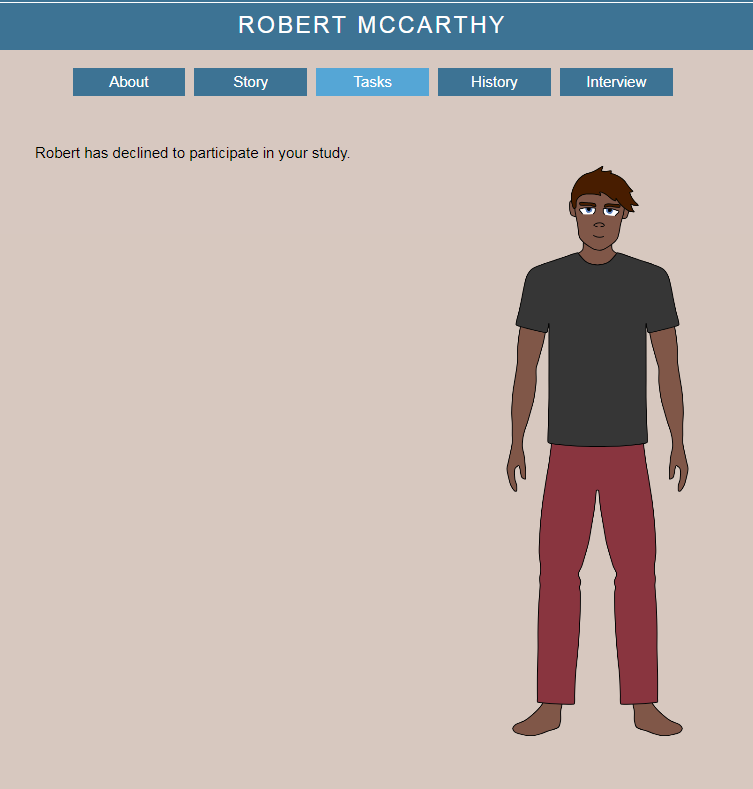 ROBERT MCCARTHY
About Story Tasks History Interview
Robert has declined to participate in your study.